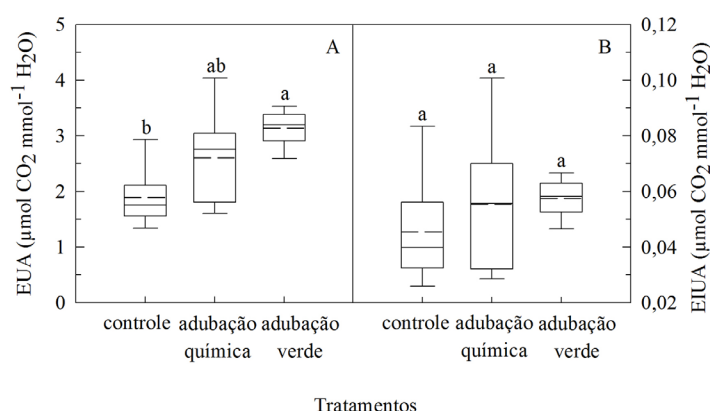 5
4
3
2
1
0
EUA (µmol CO2 mmol-1 H2O)
A
b
ab
a
B
a
a
a
0,12
0,10
0,08
0,06
0,04
0,02
EIUA (µmol CO2 mmol-1 H2O)
controle
adubação
química
adubação
verde
controle
adubação
química
adubação
verde
Tratamentos